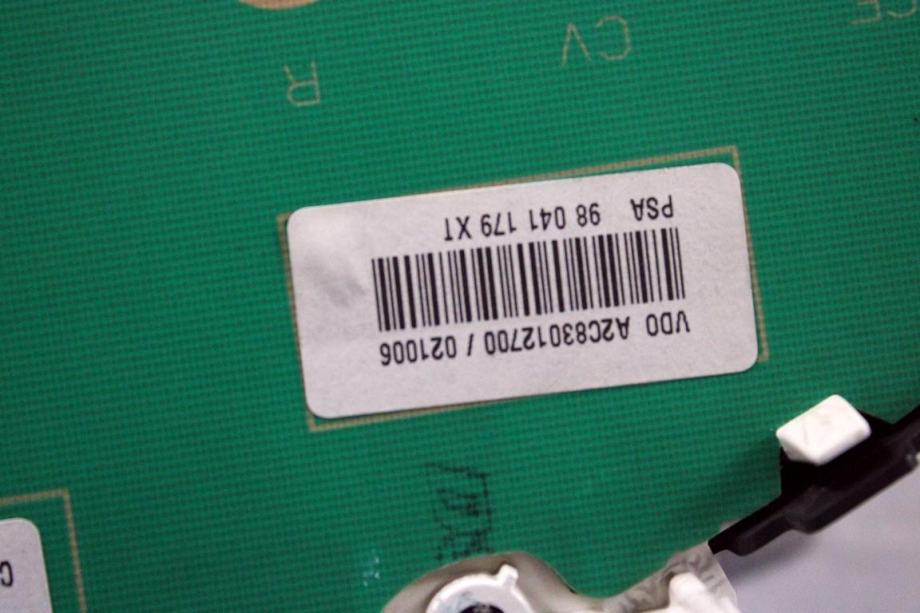 VDO A2C83012700 / 021006
PSA 98 041 179 XT
CV
R